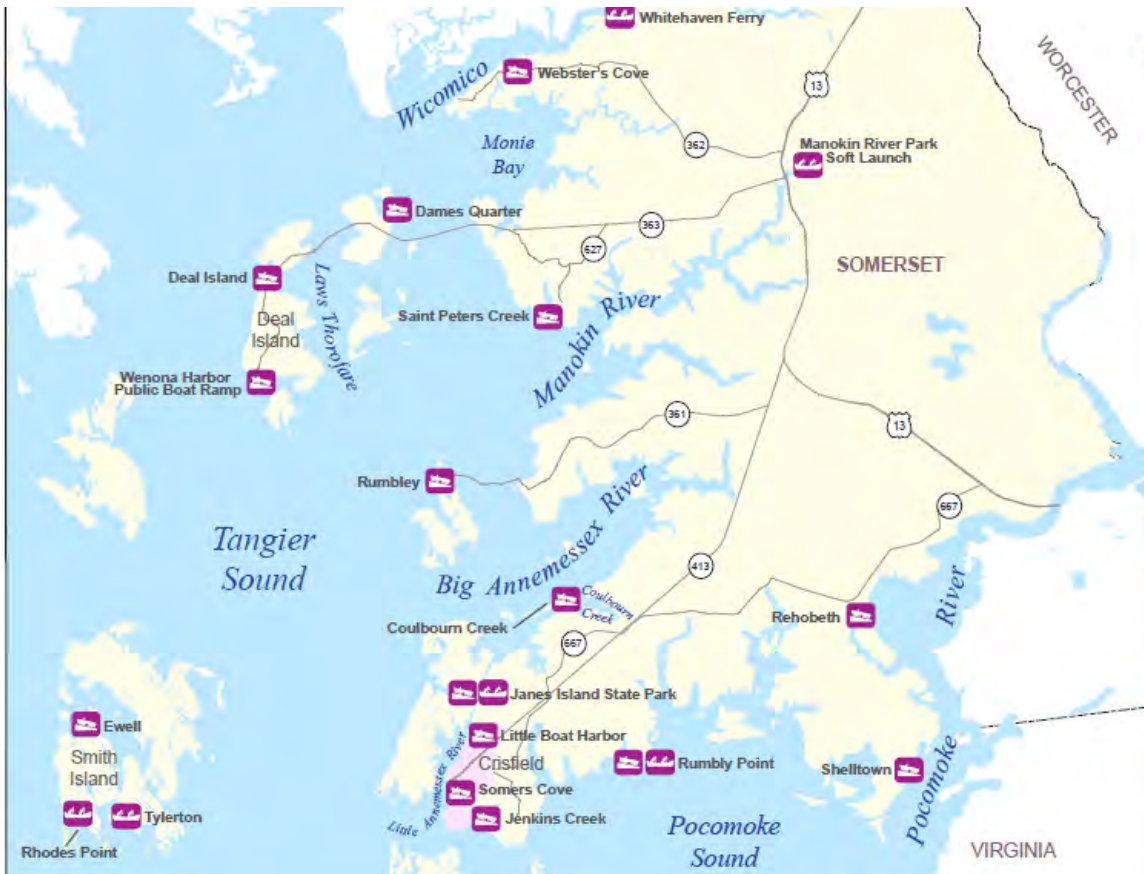 Whitehaven Ferry
WORCESTER
Webster's Cove
Wicomico
13
Monie
Bay
362
Manokin River Park
Soft Launch
Dames Quarter
363
627
SOMERSET
Deal Island
Laws Thorofare
Saint Peters Creek
Manokin River
Deal
Island
Wenona Harbor
Public Boat Ramp
361
13
Rumbley
667
Tangier
Sound
Big Annemessex River
413
Coulbourn
Creek
Coulbourn Creek
Rehobeth
River
667
Janes Island State Park
Ewell
Little Boat Harbor
Smith
Island
Crisfield
Rumbly Point
Shelltown
Pocomoke
Little Annemessex River
Somers Cove
Tylerton
Jenkins Creek
Rhodes Point
Pocomoke
Sound
VIRGINIA